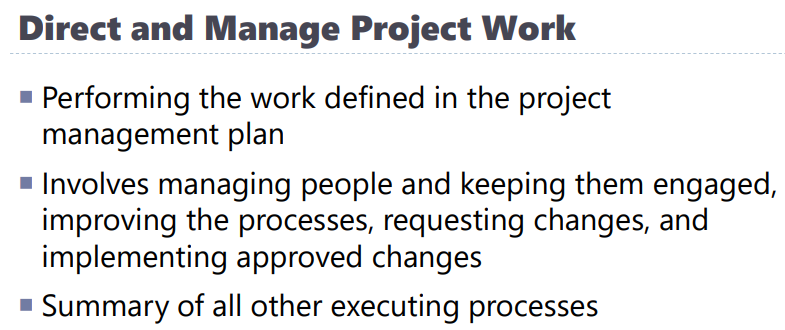 Direct and Manage Project Work
■ Performing the work defined in the project
management plan
■ Involves managing people and keeping them engaged,
improving the processes, requesting changes, and
implementing approved changes
■ Summary of all other executing processes